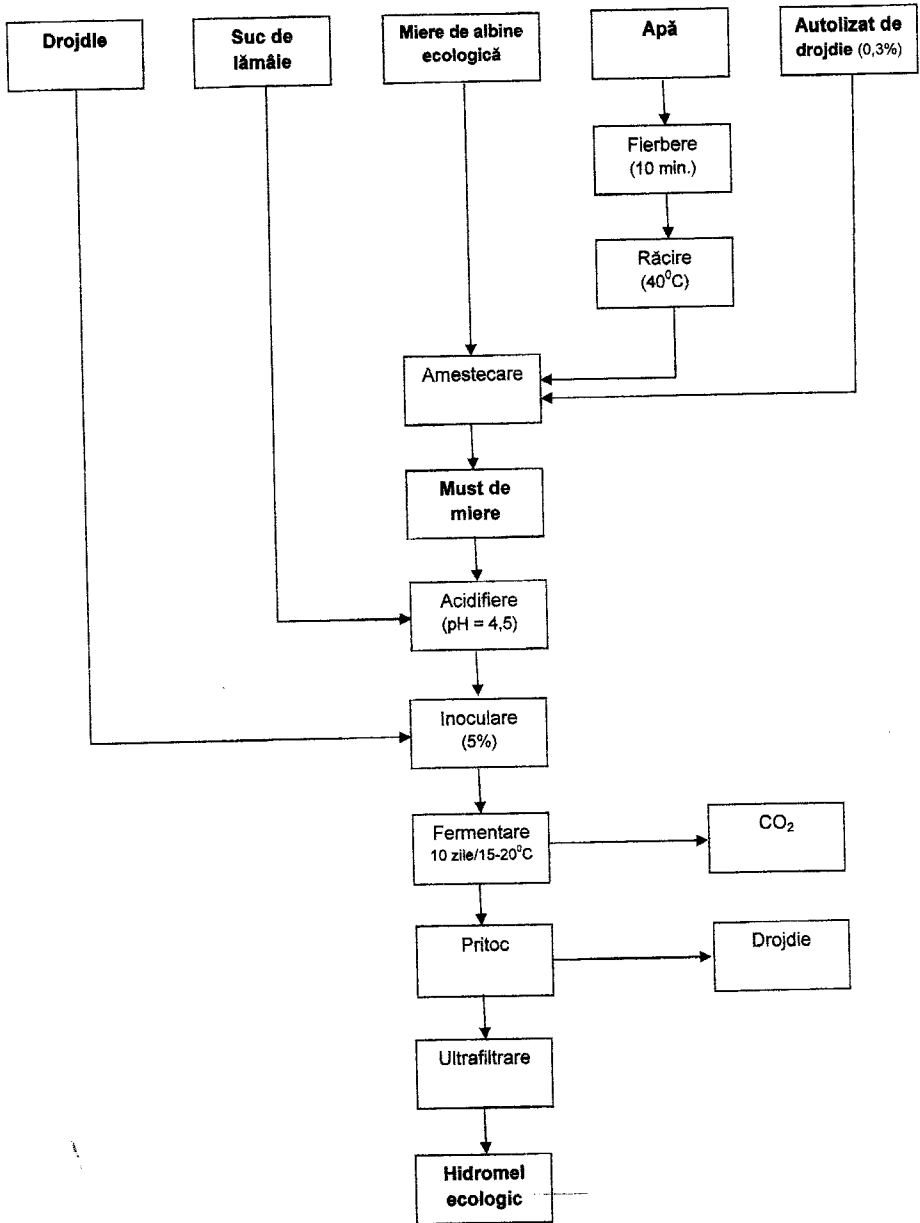 Drojdie
Suc de
lămâie
Miere de albine
ecologică
Apă
Autolizat de
drojdie (0,3%)
Fierbere
(10 min.)
Răcire
(40⁰C)
Amestecare
Must de
miere
Acidifiere
(pH = 4,5)
Inoculare
(5%)
Fermentare
10 zile/15-20⁰C
CO₂
Pritoc
Drojdie
Ultrafiltrare
Hidromel
ecologic